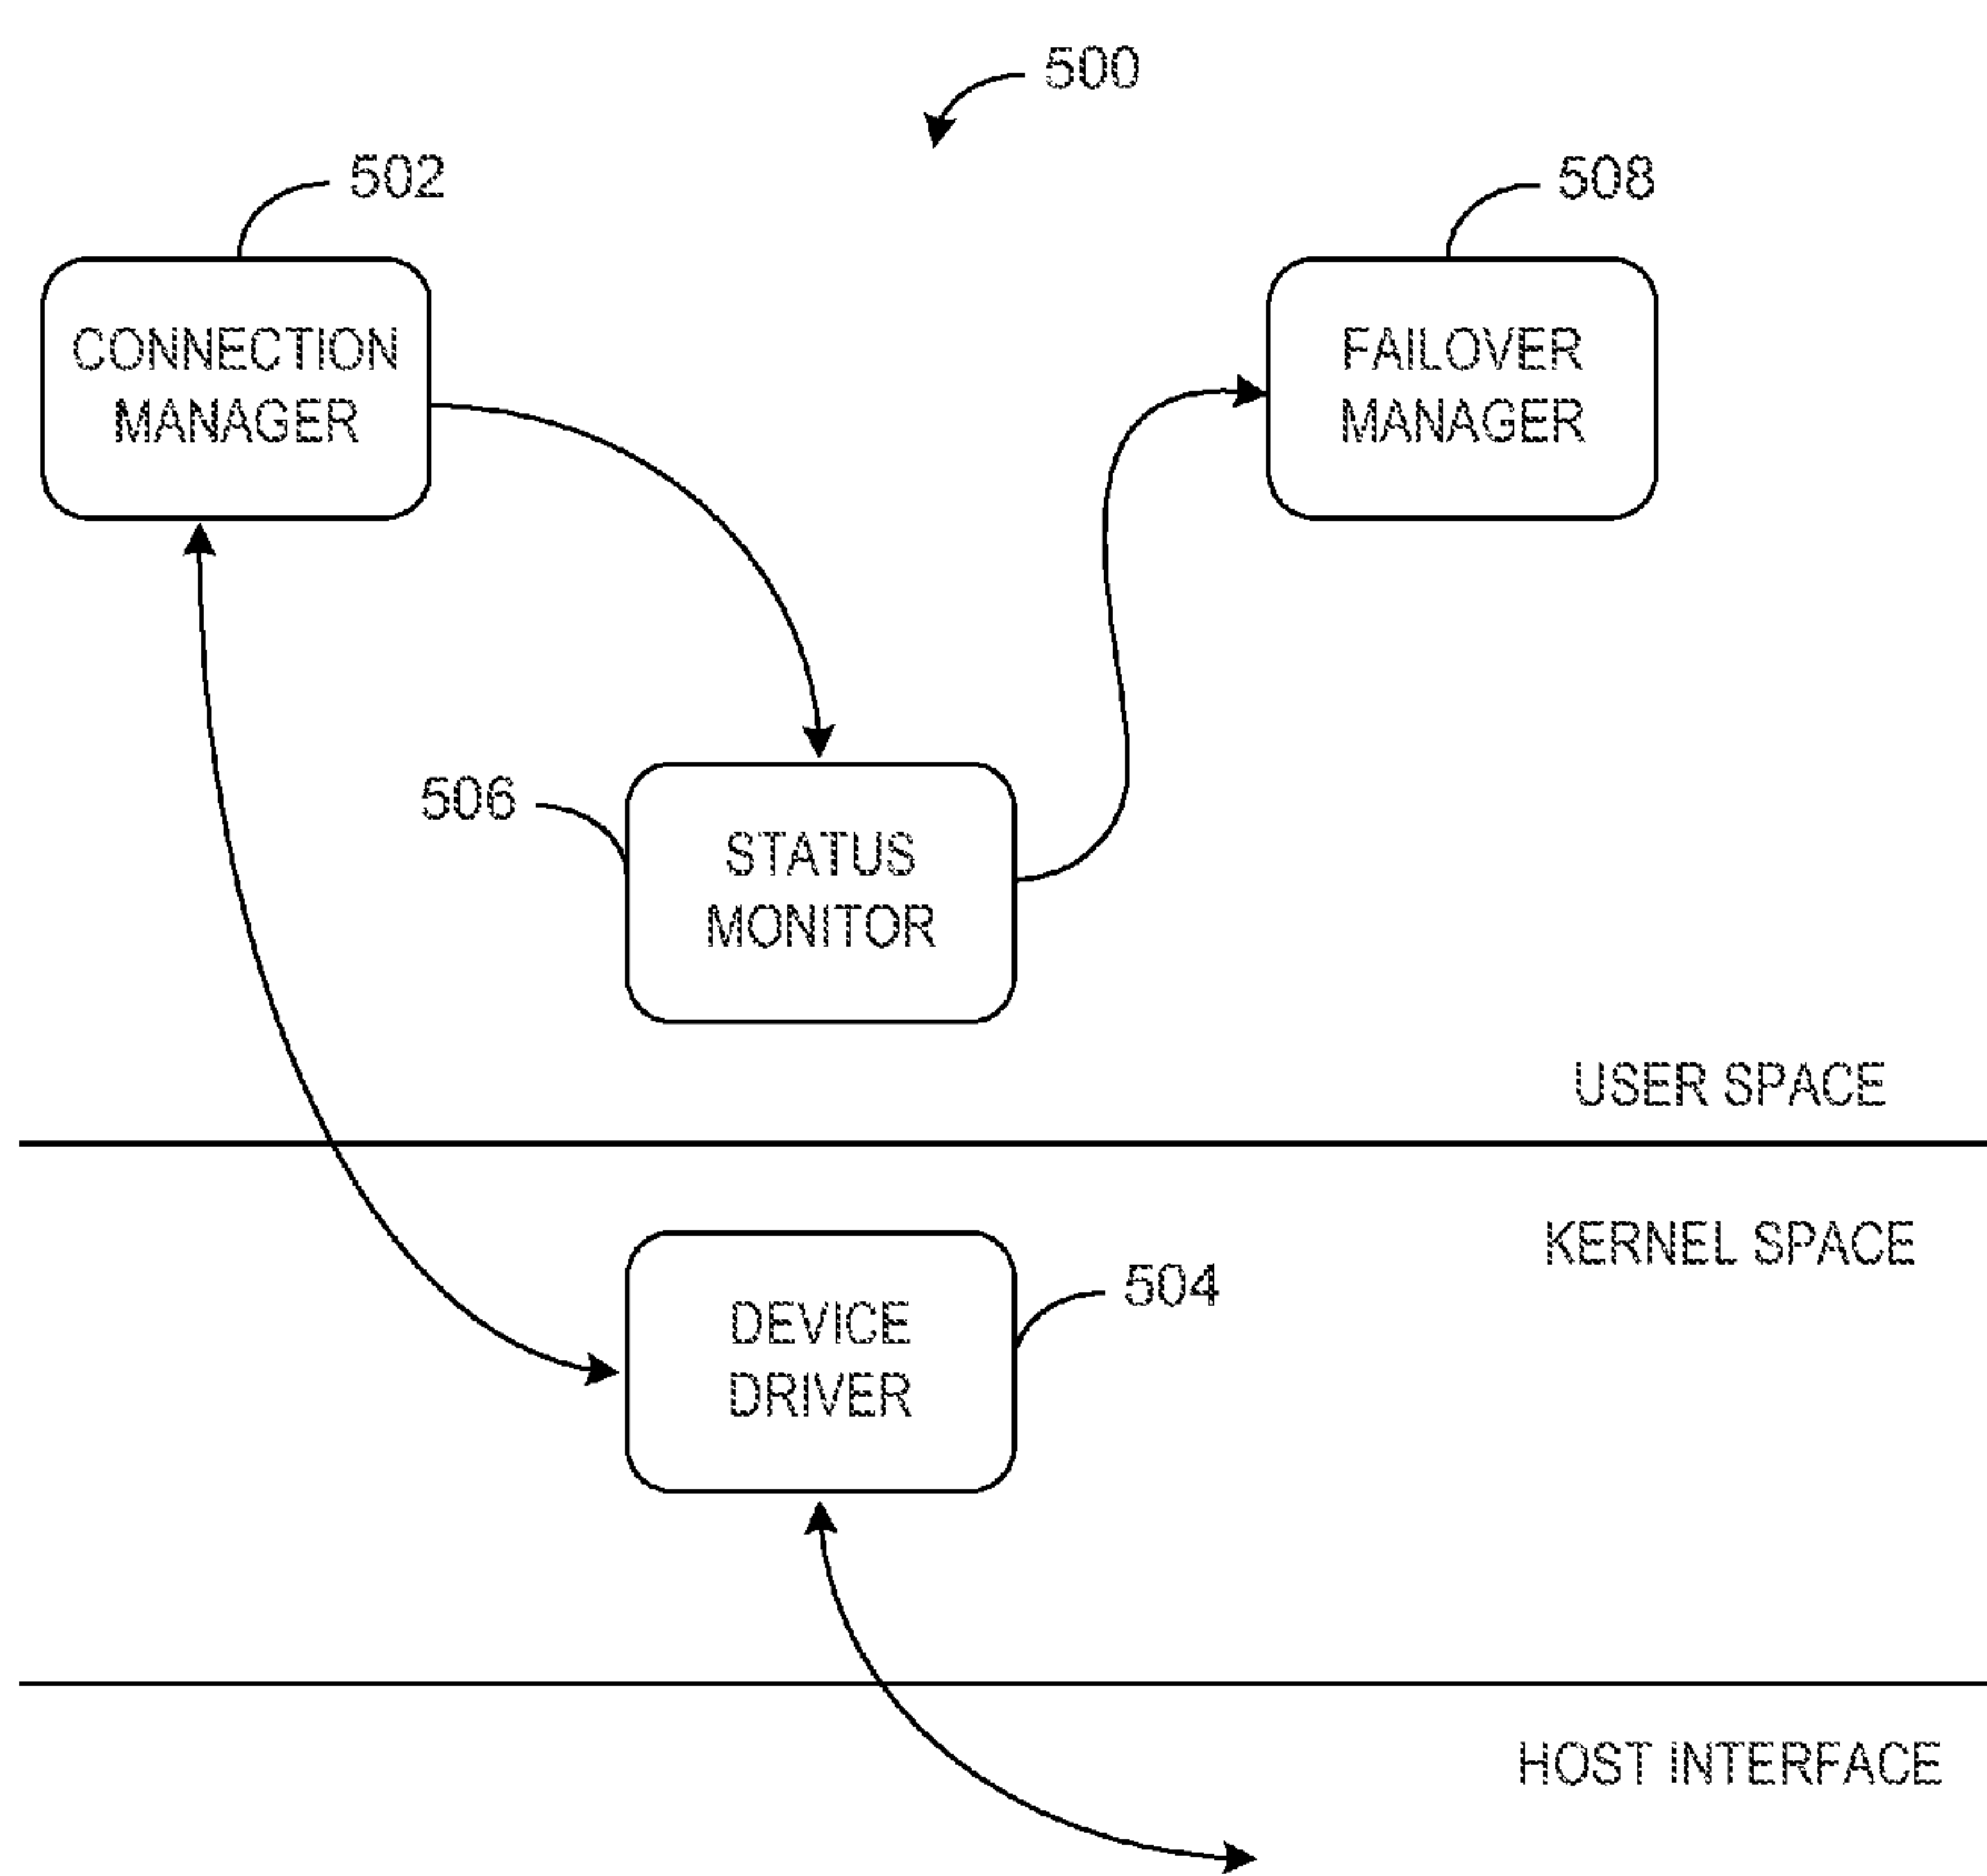 500
502
508
CONNECTION
MANAGER
FAILOVER
MANAGER
506
STATUS
MONITOR
USER SPACE
KERNEL SPACE
504
DEVICE
DRIVER
HOST INTERFACE